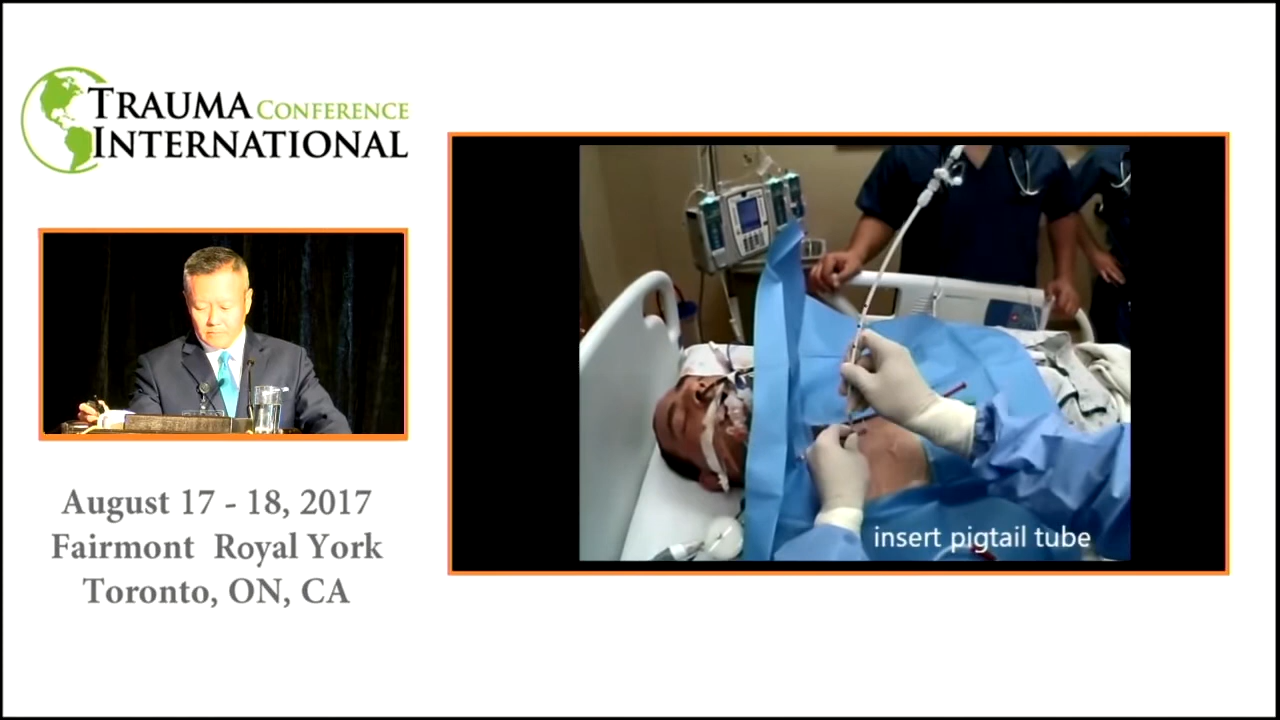 TRAUMA CONFERENCE
INTERNATIONAL
August 17 - 18, 2017
Fairmont Royal York
Toronto, ON, CA
insert pigtail tube